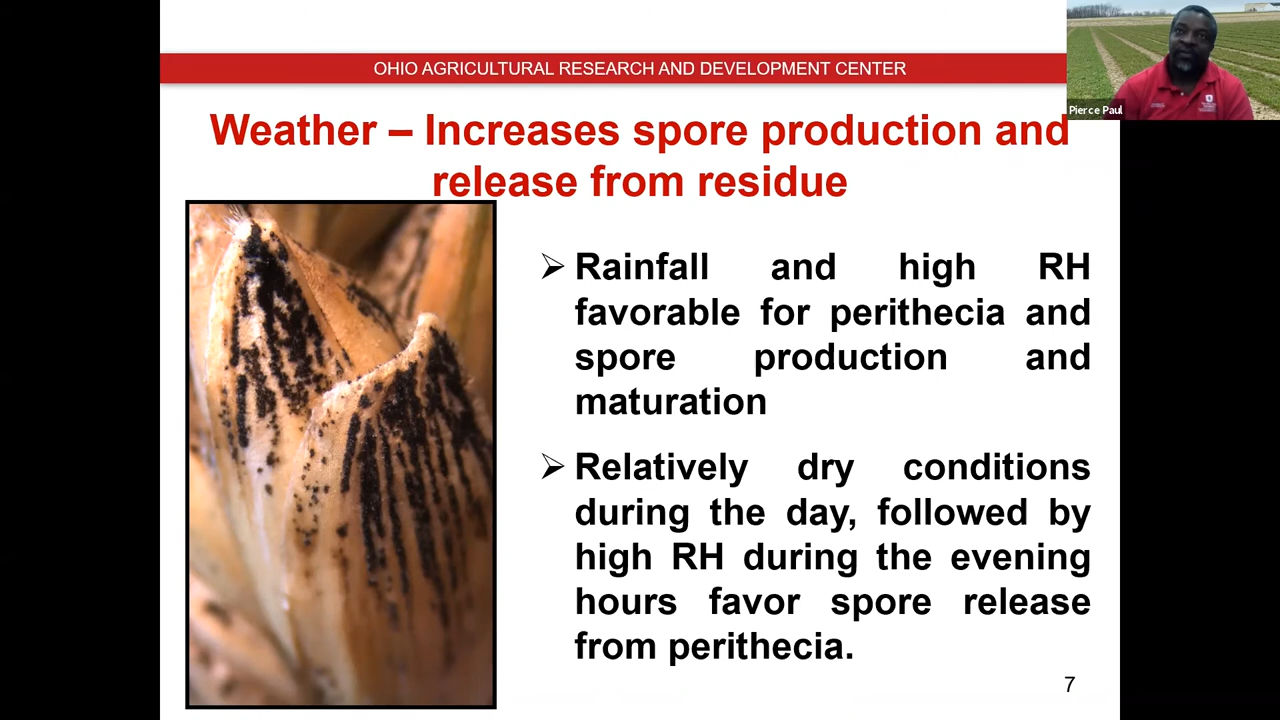 OHIO AGRICULTURAL RESEARCH AND DEVELOPMENT CENTER
Pierce Paul
Weather – Increases spore production and
release from residue
➢ Rainfall and high RH
favorable for perithecia and
spore production and
maturation
➢ Relatively dry conditions
during the day, followed by
high RH during the evening
hours favor spore release
from perithecia.
7